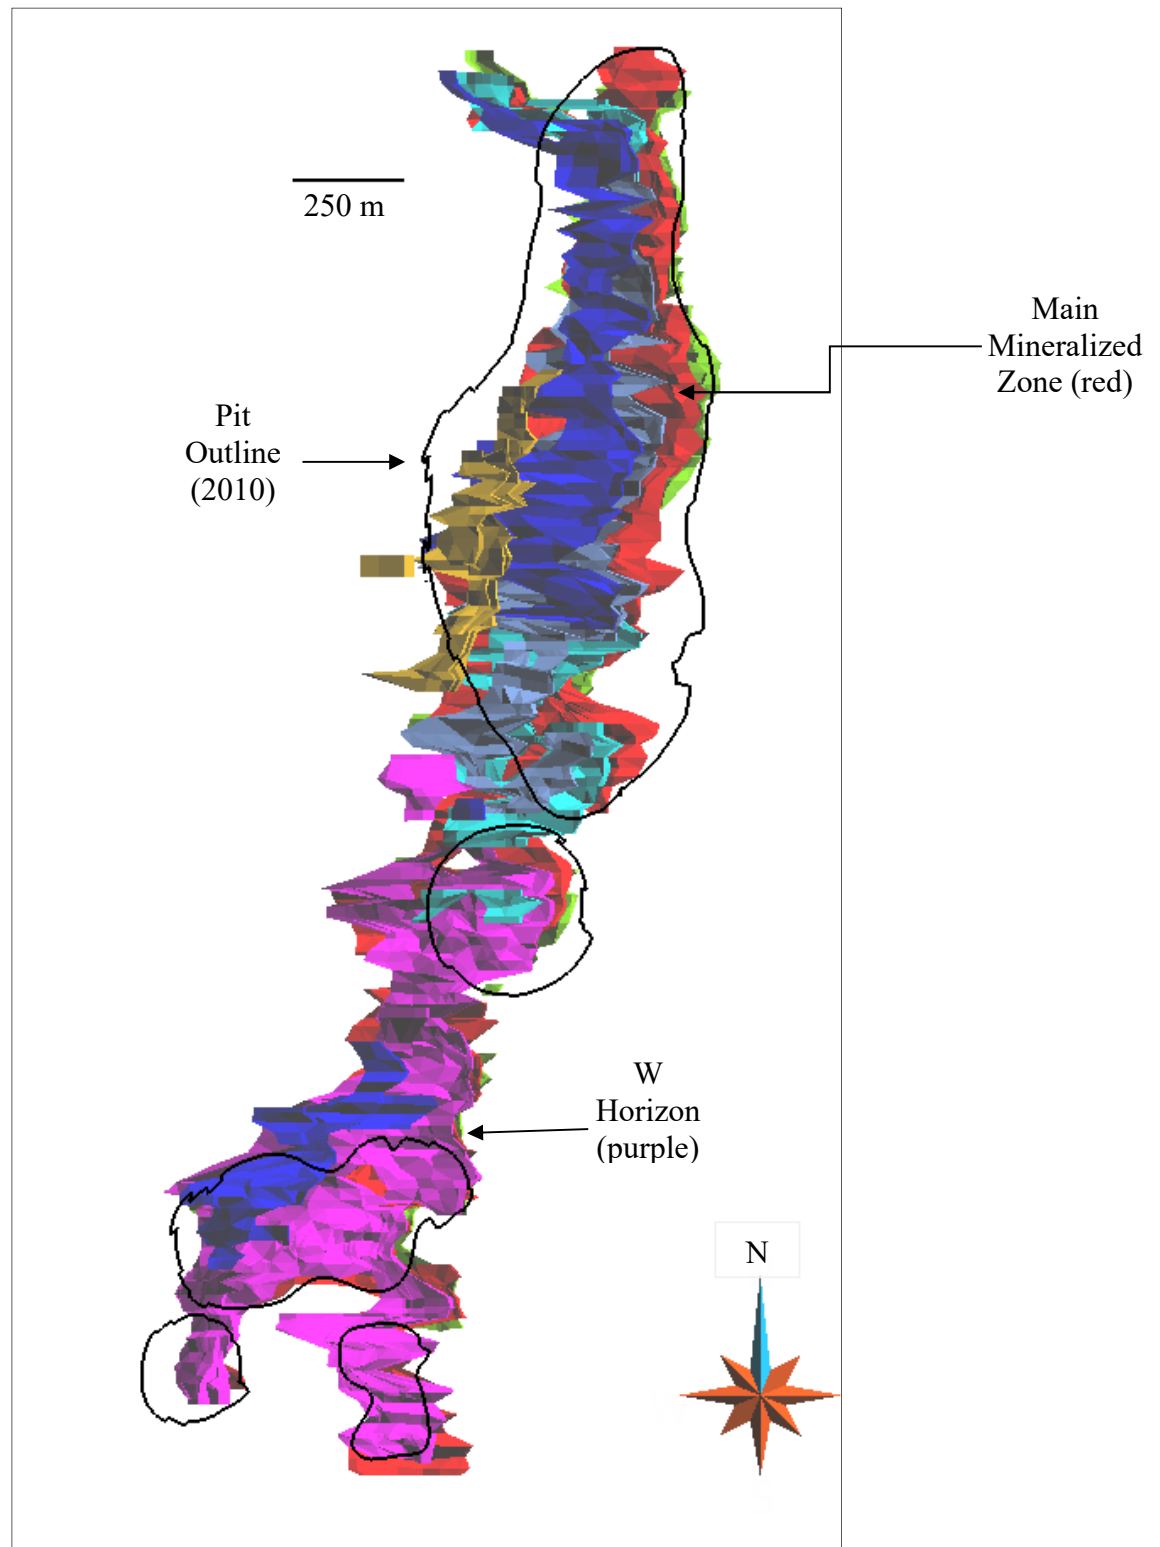 250 m
Main
Mineralized
Zone (red)
Pit
Outline
(2010)
W
Horizon
(purple)
N